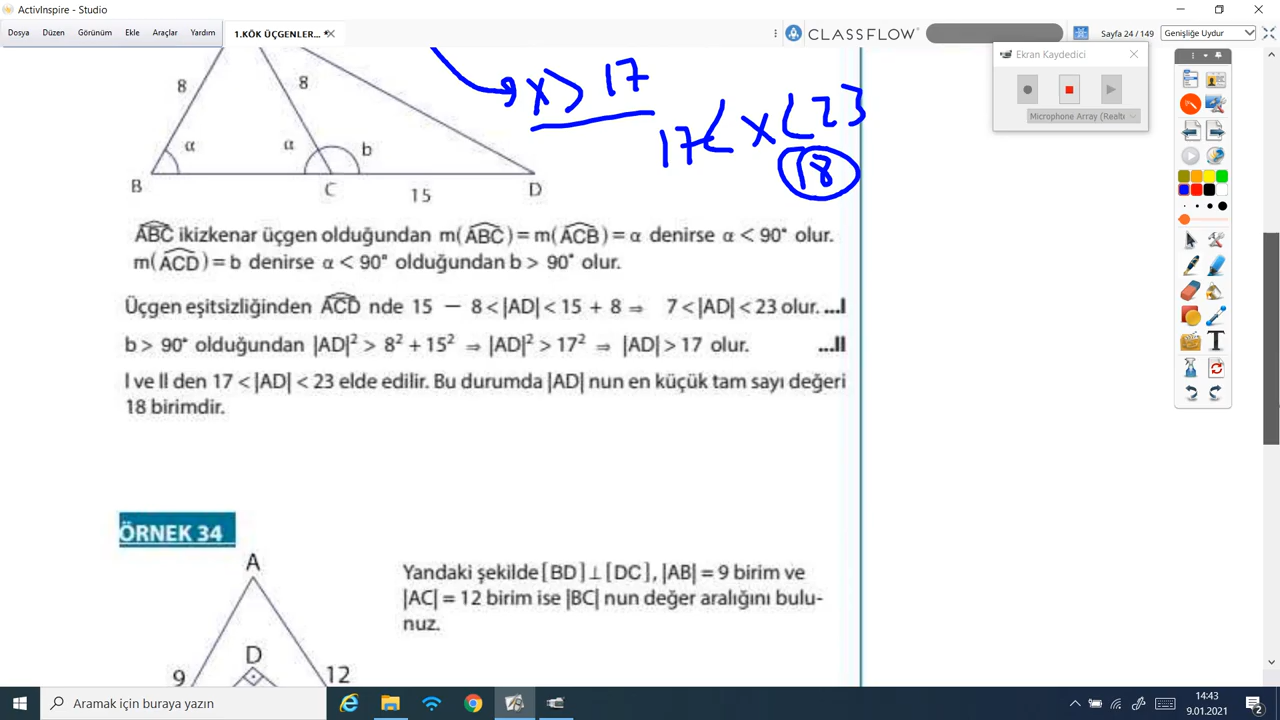 ActivInspire - Studio
Dosya Düzen Görünüm Ekle Araçlar Yardım 1.KÖK ÜÇGENLER... CLASSFLOW Sayfa 24 / 149 Genişliğe Uydur
Ekran Kaydedici
Microphone Array (Realt
8 8
x > 17
17 < x < 23
18
α α b
B C D
15
ABC ikizkenar üçgen olduğundan m(ABC) = m(ACB) = α denirse α < 90° olur.
m(ACD) = b denirse α < 90° olduğundan b > 90° olur.
Üçgen eşitsizliğinden ACD nde 15 − 8 < |AD| < 15 + 8 ⇒ 7 < |AD| < 23 olur. ...I
b > 90° olduğundan |AD|² > 8² + 15² ⇒ |AD|² > 17² ⇒ |AD| > 17 olur. ...II
I ve II den 17 < |AD| < 23 elde edilir. Bu durumda |AD| nun en küçük tam sayı değeri
18 birimdir.
ÖRNEK 34
A
Yandaki şekilde [BD] ⊥ [DC], |AB| = 9 birim ve
|AC| = 12 birim ise |BC| nun değer aralığını bulu-
nuz.
D
9 12
Aramak için buraya yazın
14:43
9.01.2021
2